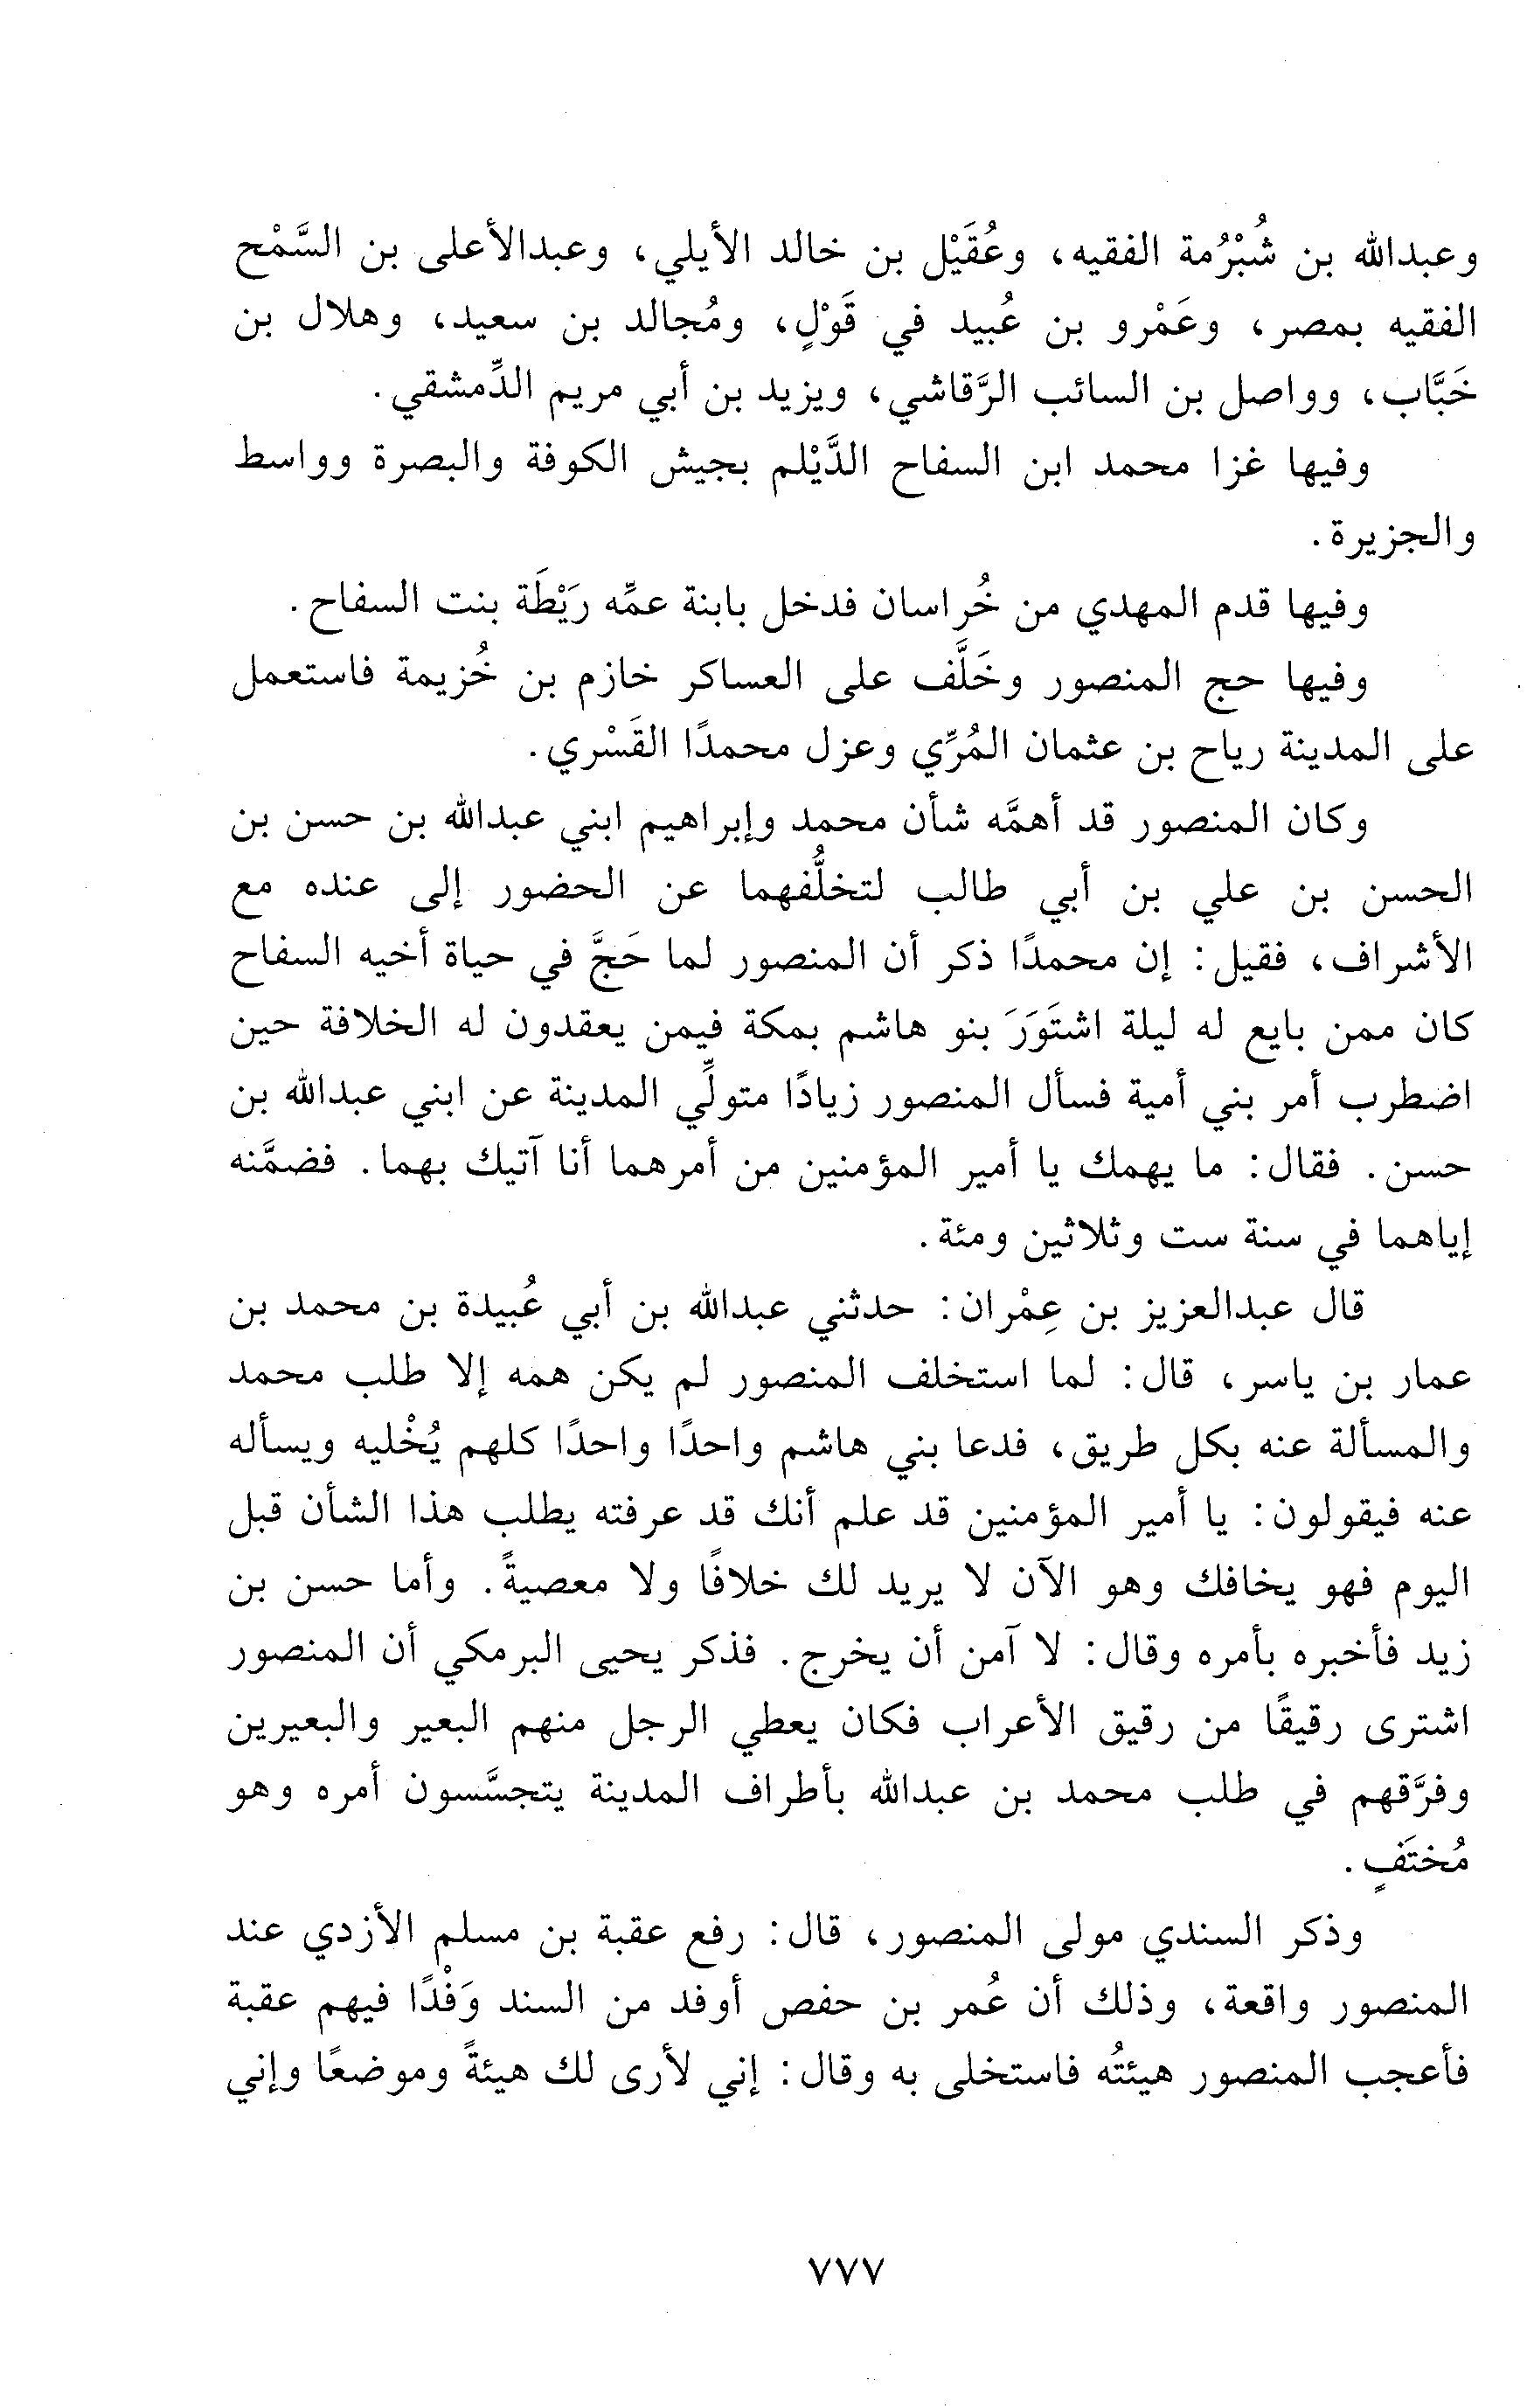 وعبدالله بن شُبْرُمة الفقيه، وعُقَيْل بن خالد الأيلي، وعبدالأعلى بن السَّمْح
الفقيه بمصر، وعَمْرو بن عُبيد في قَوْلٍ، ومُجالد بن سعيد، وهلال بن
خَبَّاب، وواصل بن السائب الرَّقاشي، ويزيد بن أبي مريم الدِّمشقي.
وفيها غزا محمد ابن السفاح الدَّيْلم بجيش الكوفة والبصرة وواسط
والجزيرة.
وفيها قدم المهدي من خُراسان فدخل بابنة عمِّه رَيْطَة بنت السفاح.
وفيها حج المنصور وخَلَّف على العساكر خازم بن خُزيمة فاستعمل
على المدينة رياح بن عثمان المُرِّي وعزل محمدًا القَسْري.
وكان المنصور قد أهمَّه شأن محمد وإبراهيم ابني عبدالله بن حسن بن
الحسن بن علي بن أبي طالب لتخلُّفهما عن الحضور إلى عنده مع
الأشراف، فقيل: إن محمدًا ذكر أن المنصور لما حَجَّ في حياة أخيه السفاح
كان ممن بايع له ليلة اشتَوَرَ بنو هاشم بمكة فيمن يعقدون له الخلافة حين
اضطرب أمر بني أمية فسأل المنصور زيادًا متولِّي المدينة عن ابني عبدالله بن
حسن. فقال: ما يهمك يا أمير المؤمنين من أمرهما أنا آتيك بهما. فضمَّنه
إياهما في سنة ست وثلاثين ومئة.
قال عبدالعزيز بن عِمْران: حدثني عبدالله بن أبي عُبيدة بن محمد بن
عمار بن ياسر، قال: لما استخلف المنصور لم يكن همه إلا طلب محمد
والمسألة عنه بكل طريق، فدعا بني هاشم واحدًا واحدًا كلهم يُخْليه ويسأله
عنه فيقولون: يا أمير المؤمنين قد علم أنك قد عرفته يطلب هذا الشأن قبل
اليوم فهو يخافك وهو الآن لا يريد لك خلافًا ولا معصيةً. وأما حسن بن
زيد فأخبره بأمره وقال: لا آمن أن يخرج. فذكر يحيى البرمكي أن المنصور
اشترى رقيقًا من رقيق الأعراب فكان يعطي الرجل منهم البعير والبعيرين
وفرَّقهم في طلب محمد بن عبدالله بأطراف المدينة يتجسَّسون أمره وهو
مُختَفٍ.
وذكر السندي مولى المنصور، قال: رفع عقبة بن مسلم الأزدي عند
المنصور واقعة، وذلك أن عُمر بن حفص أوفد من السند وَفْدًا فيهم عقبة
فأعجب المنصور هيئتُه فاستخلى به وقال: إني لأرى لك هيئةً وموضعًا وإني
٧٧٧